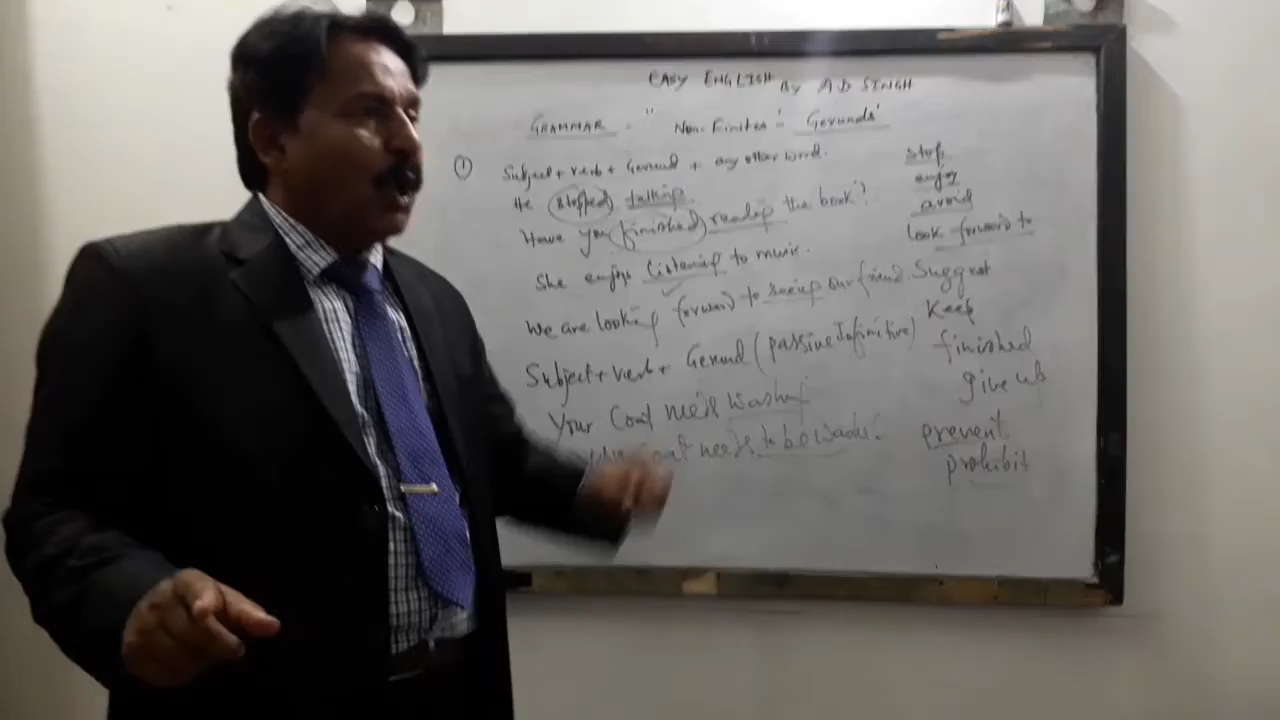 EASY ENGLISH BY A D SINGH
GRAMMAR - "Non-Finites" - Gerunds'
① Subject + verb + Gerund + any other word.
He stopped talking
Have you finished reading the book?
She enjoys listening to music.
We are looking forward to seeing our friend.
Subject + verb + Gerund (passive Infinitive)
Your Coat needs washing
needs to be
stop
enjoy
avoid
look forward to
Suggest
Keep
finished
give up
prevent
prohibit